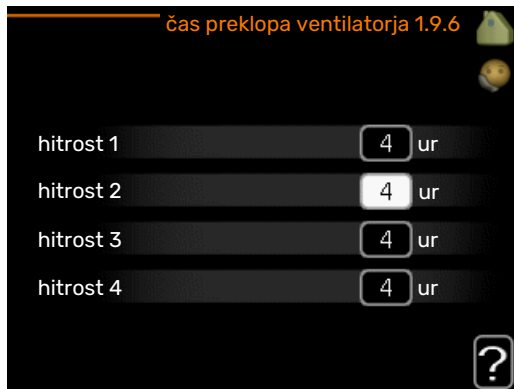 čas preklopa ventilatorja 1.9.6
hitrost 1 4 ur
hitrost 2 4 ur
hitrost 3 4 ur
hitrost 4 4 ur
?